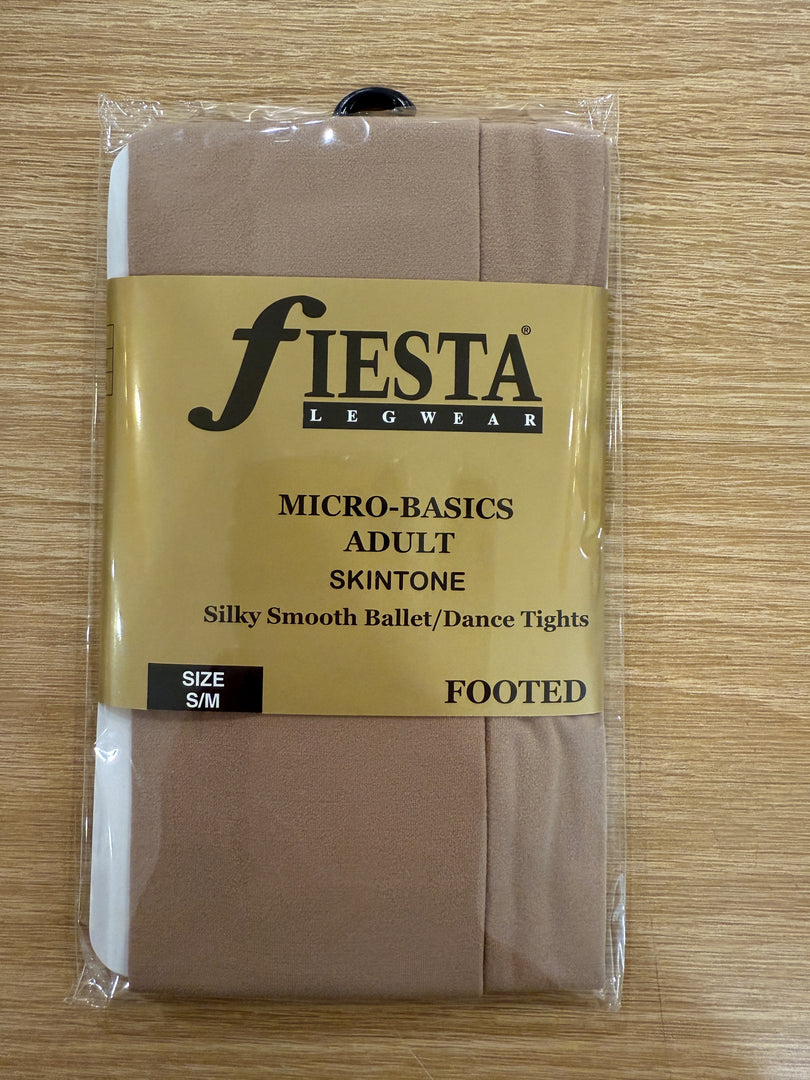 fIESTA®
LEGWEAR
MICRO-BASICS
ADULT
SKINTONE
Silky Smooth Ballet/Dance Tights
SIZE
S/M
FOOTED